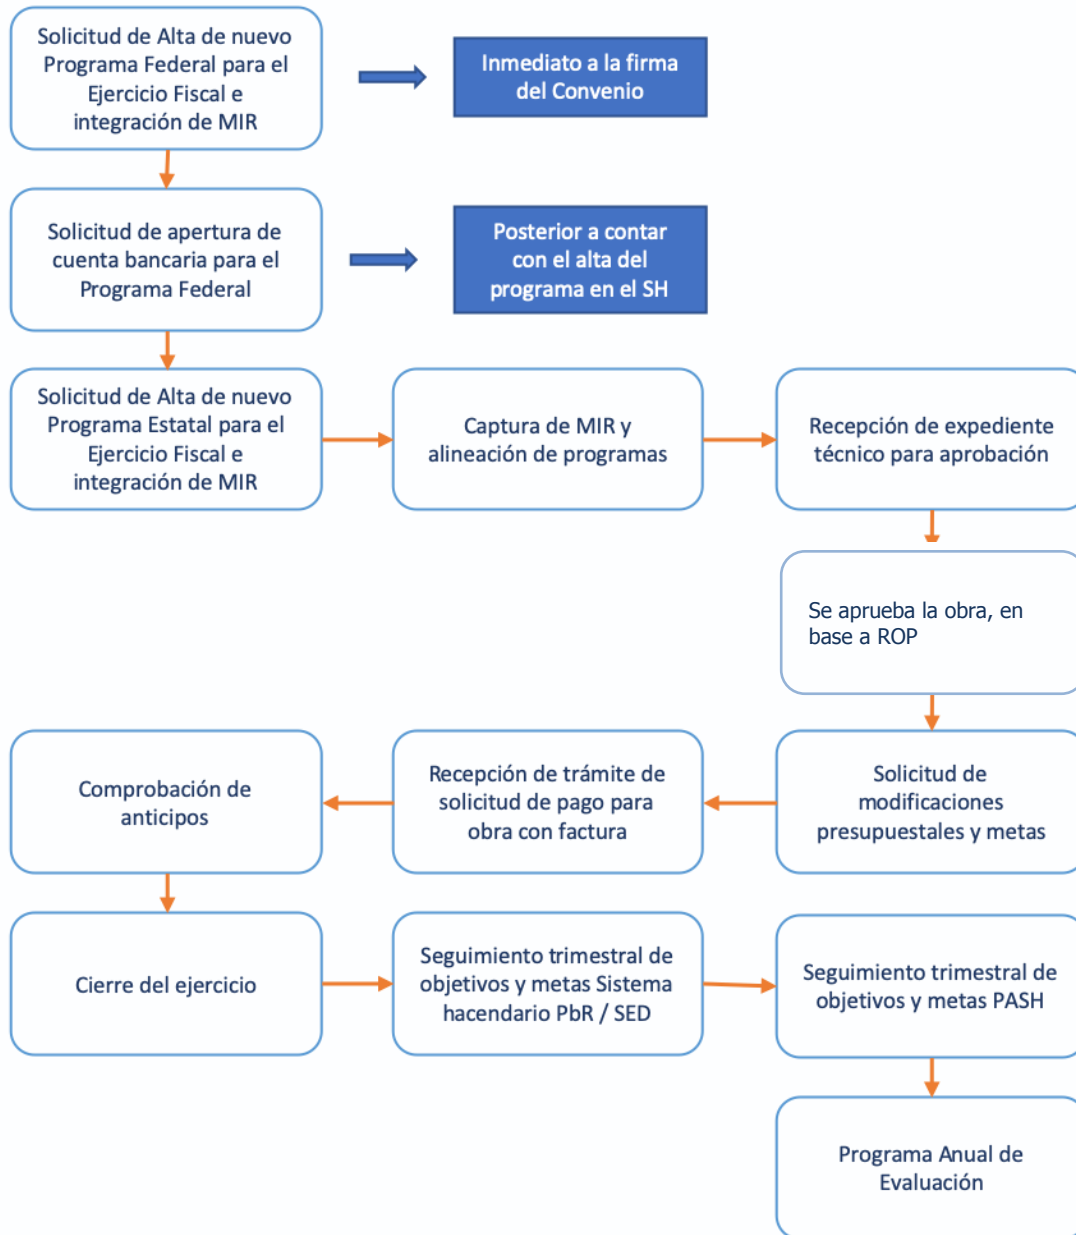 Solicitud de Alta de nuevo
Programa Federal para el
Ejercicio Fiscal e
integración de MIR
Inmediato a la firma
del Convenio
Solicitud de apertura de
cuenta bancaria para el
Programa Federal
Posterior a contar
con el alta del
programa en el SH
Solicitud de Alta de nuevo
Programa Estatal para el
Ejercicio Fiscal e
integración de MIR
Captura de MIR y
alineación de programas
Recepción de expediente
técnico para aprobación
Se aprueba la obra, en
base a ROP
Solicitud de
modificaciones
presupuestales y metas
Recepción de trámite de
solicitud de pago para
obra con factura
Comprobación de
anticipos
Cierre del ejercicio
Seguimiento trimestral de
objetivos y metas Sistema
hacendario PbR / SED
Seguimiento trimestral de
objetivos y metas PASH
Programa Anual de
Evaluación